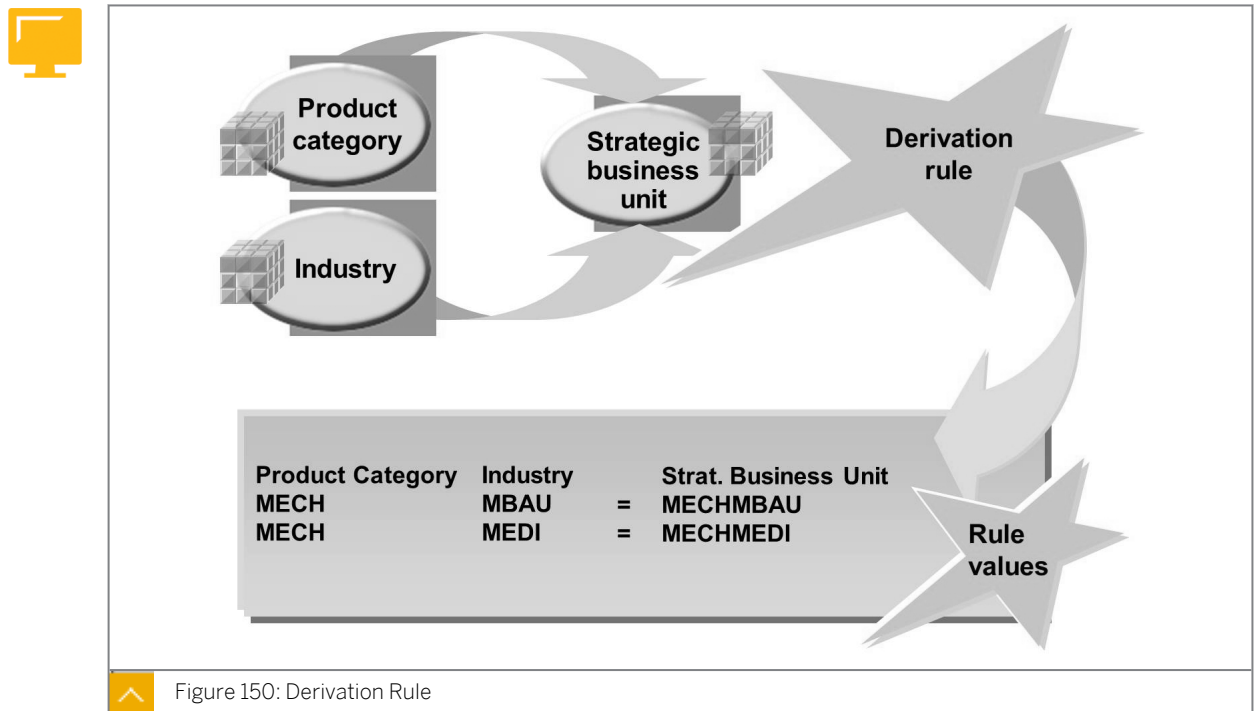 Product
category
Industry
Strategic
business
unit
Derivation
rule
Product Category Industry Strat. Business Unit
MECH MBAU = MECHMBAU
MECH MEDI = MECHMEDI
Rule
values
Figure 150: Derivation Rule